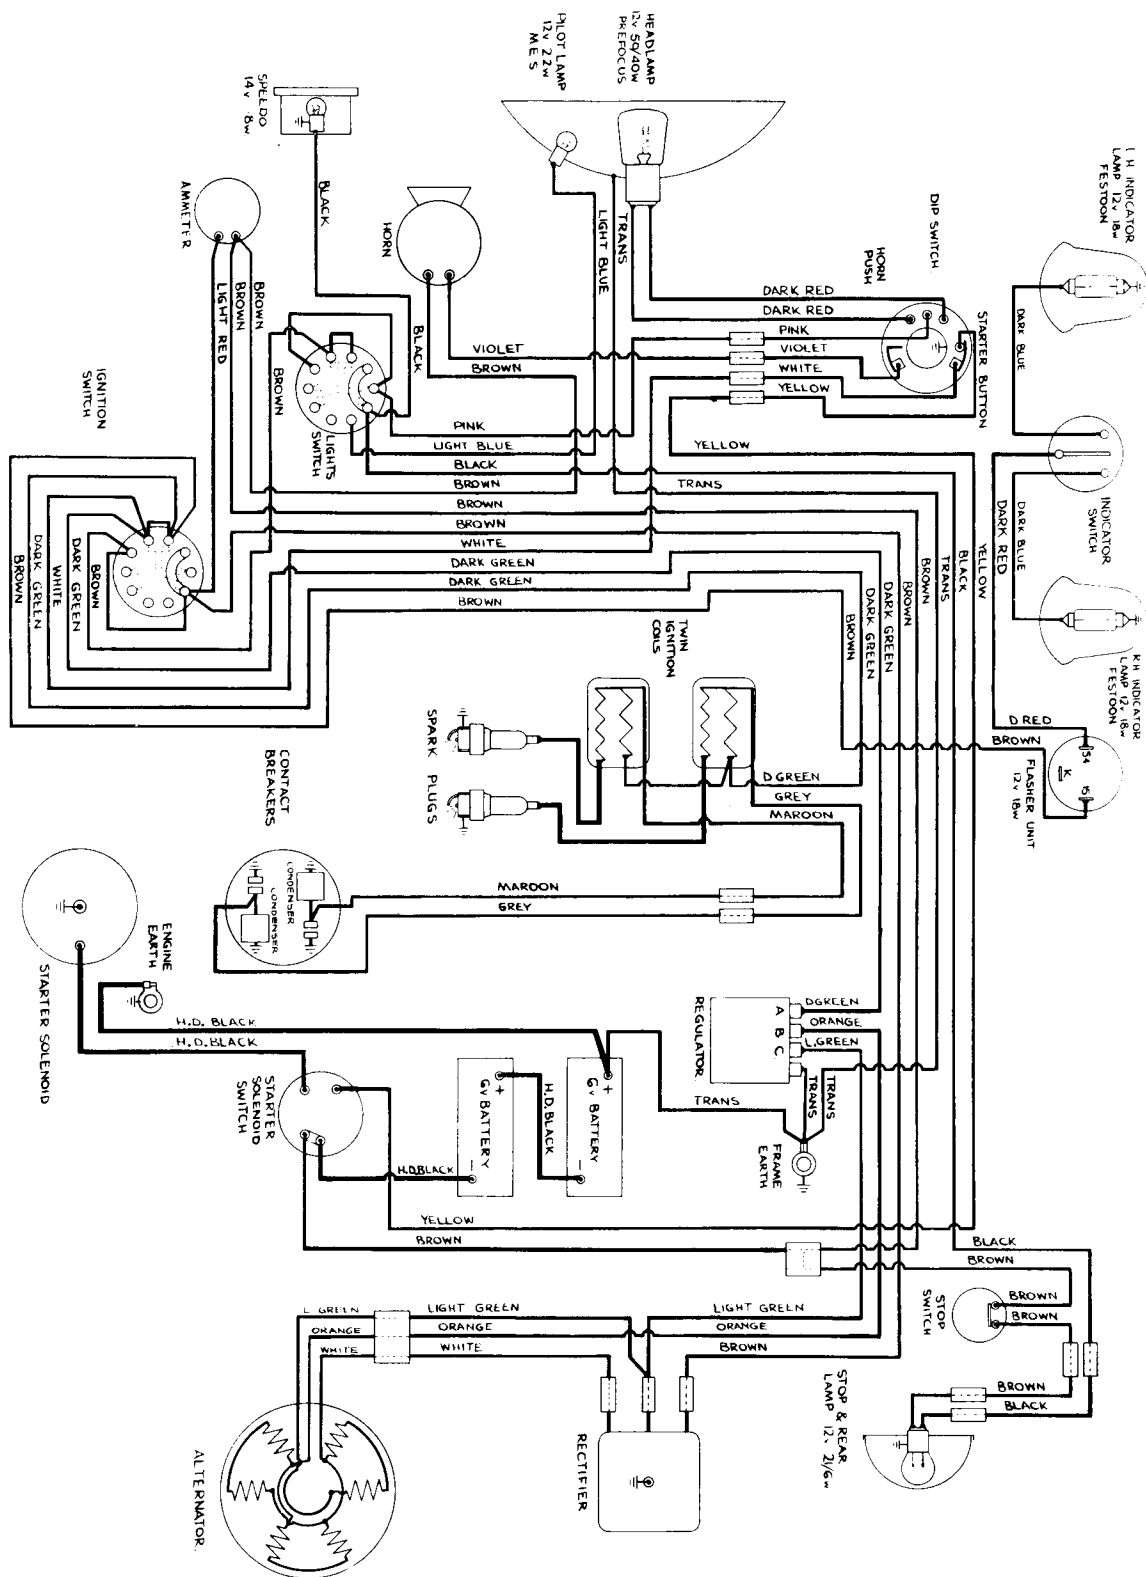 HEADLAMP
12v 50/40w
PREFOCUS
PILOT LAMP
12v 2.2w
M E S
SPEEDO
14v .8w
AMMETER
HORN
BLACK
LIGHT BLUE
TRANS
DIP SWITCH
HORN
PUSH
STARTER BUTTON
L H INDICATOR
LAMP 12v 18w
FESTOON
DARK BLUE
INDICATOR
SWITCH
DARK RED
DARK RED
PINK
VIOLET
WHITE
YELLOW
BROWN
BROWN
LIGHT RED
BLACK
VIOLET
BROWN
BROWN
IGNITION
SWITCH
LIGHTS
SWITCH
PINK
LIGHT BLUE
BLACK
BROWN
BROWN
BROWN
WHITE
DARK GREEN
DARK GREEN
BROWN
YELLOW
TRANS
BROWN
DARK GREEN
WHITE
DARK GREEN
BROWN
BROWN
DARK GREEN
DARK GREEN
BROWN
BROWN
TRANS
BLACK
YELLOW
DARK RED
DARK BLUE
R H INDICATOR
LAMP 12v 18w
FESTOON
TWIN
IGNITION
COILS
SPARK
PLUGS
D RED
BROWN
54
K
15
FLASHER UNIT
12v 18w
D GREEN
GREY
MAROON
CONTACT
BREAKERS
CONDENSER
CONDENSER
MAROON
GREY
STARTER SOLENOID
ENGINE
EARTH
H.D. BLACK
H.D. BLACK
REGULATOR
A
B
C
D GREEN
ORANGE
L. GREEN
TRANS
TRANS
TRANS
FRAME
EARTH
STARTER
SOLENOID
SWITCH
+
6v BATTERY
-
H.D. BLACK
+
6v BATTERY
-
H.D. BLACK
YELLOW
BROWN
BLACK
BROWN
STOP
SWITCH
BROWN
BROWN
L GREEN
ORANGE
WHITE
LIGHT GREEN
ORANGE
WHITE
LIGHT GREEN
ORANGE
BROWN
BROWN
BLACK
STOP & REAR
LAMP 12v 21/6w
ALTERNATOR
RECTIFIER